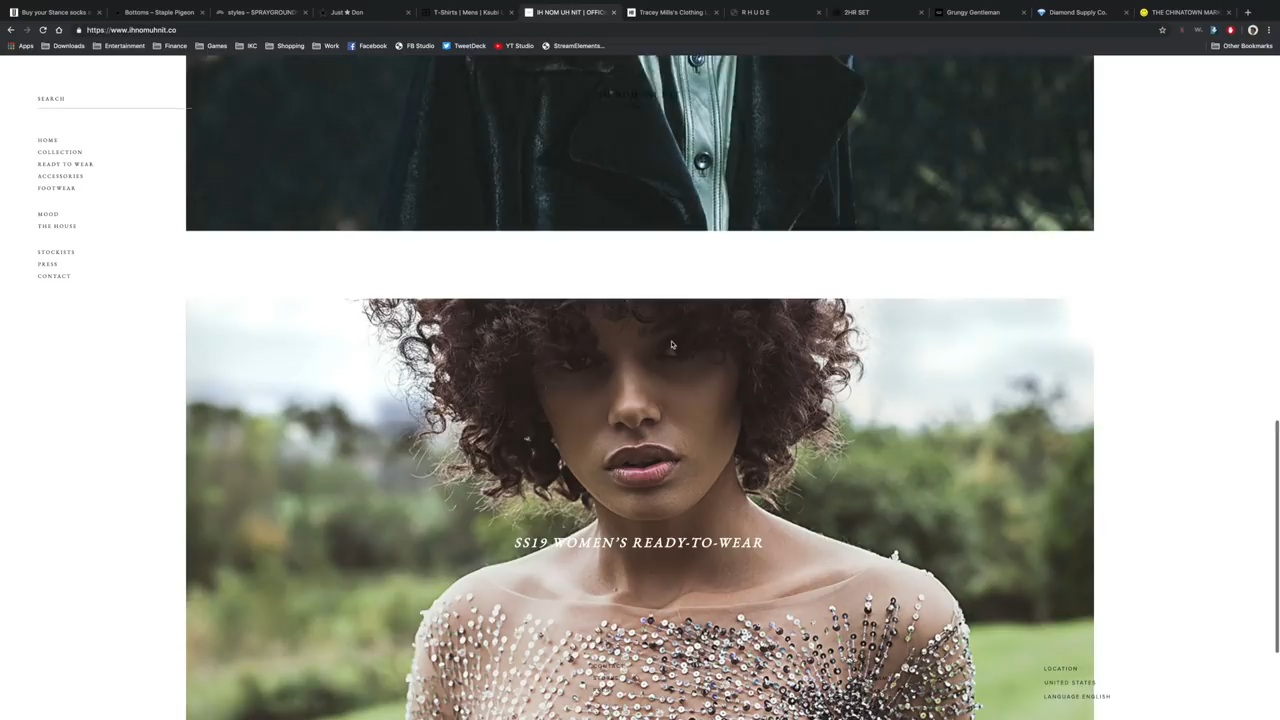 Buy your Stance socks
Bottoms – Staple Pigeon
styles – SPRAYGROUND
Just ★ Don
T-Shirts | Mens | Ksubi
IH NOM UH NIT | OFFIC
Tracey Mills's Clothing L
R H U D E
2HR SET
Grungy Gentleman
Diamond Supply Co.
THE CHINATOWN MAR
https://www.ihnomuhnit.co
Apps
Downloads
Entertainment
Finance
Games
IKC
Shopping
Work
Facebook
FB Studio
TweetDeck
YT Studio
StreamElements...
Other Bookmarks
SEARCH
HOME
COLLECTION
READY TO WEAR
ACCESSORIES
FOOTWEAR
MOOD
THE HOUSE
STOCKISTS
PRESS
CONTACT
SS19 WOMEN'S READY-TO-WEAR
CONTACT
LOCATION
UNITED STATES
LANGUAGE ENGLISH